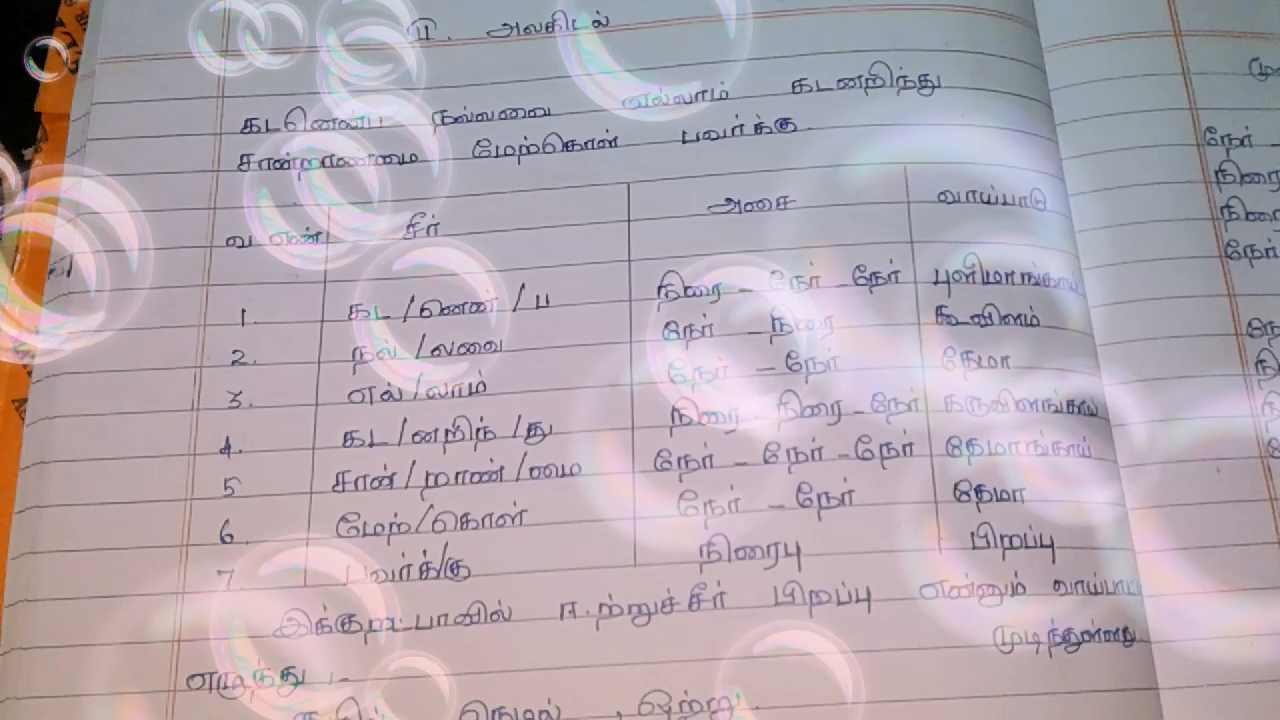 II. அலகிடல்
கடனென்ப நல்லவை எல்லாம் கடனறிந்து
சான்றாண்மை மேற்கொள் பவர்க்கு.
வ எண் சீர் அசை வாய்பாடு
1. கட/னென்/ப நிரை - நேர் - நேர் புளிமாங்காய்
2. நல்/லவை நேர் - நிரை கூவிளம்
3. எல்/லாம் நேர் - நேர் தேமா
4. கட/னறிந்/து நிரை - நிரை - நேர் கருவிளங்காய்
5 சான்/றாண்/மை நேர் - நேர் - நேர் தேமாங்காய்
6. மேற்/கொள் நேர் - நேர் தேமா
7 பவர்க்/கு நிரைபு பிறப்பு
இக்குறட்பாவில் ஈற்றுச்சீர் பிறப்பு என்னும்
முடிந்துள்ளது
எழுத்து :-
நேர்
நிரை
நிரை
நேர்